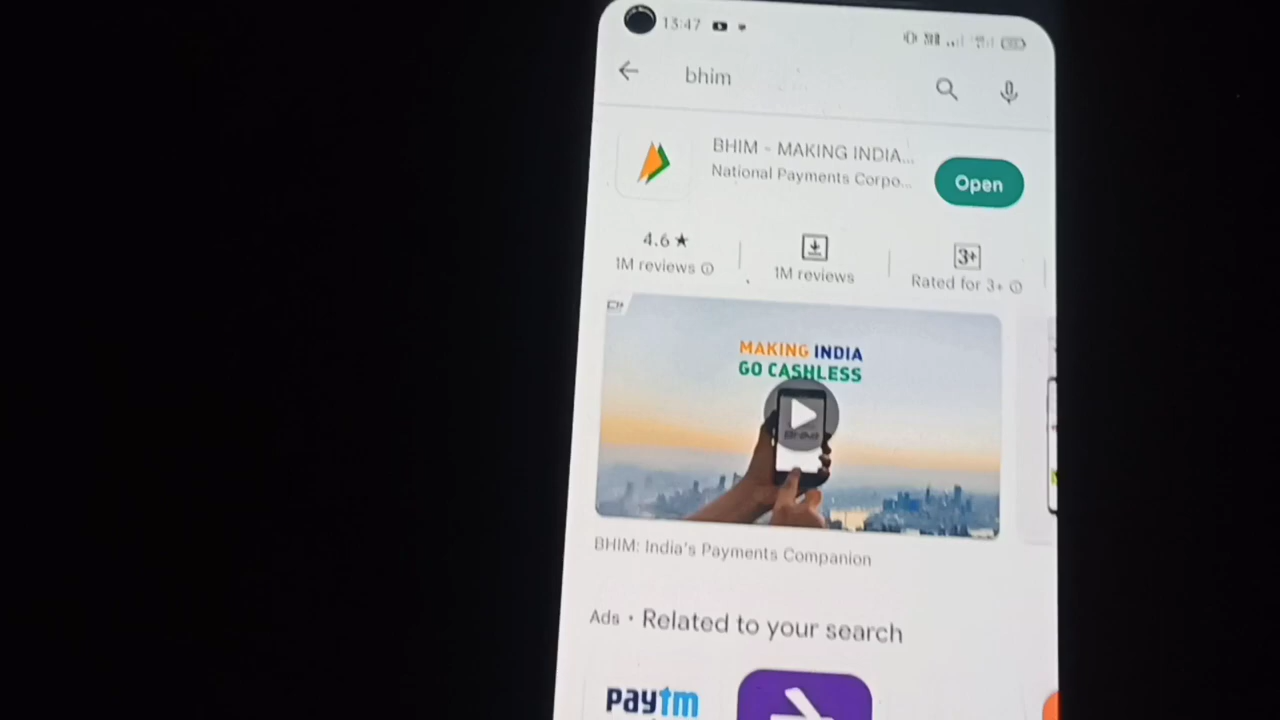 13:47
bhim
BHIM - MAKING INDIA...
National Payments Corpo...
Open
4.6 ★
1M reviews
1M reviews
3+
Rated for 3+
MAKING INDIA
GO CASHLESS
BHIM: India's Payments Companion
Ads • Related to your search
paytm